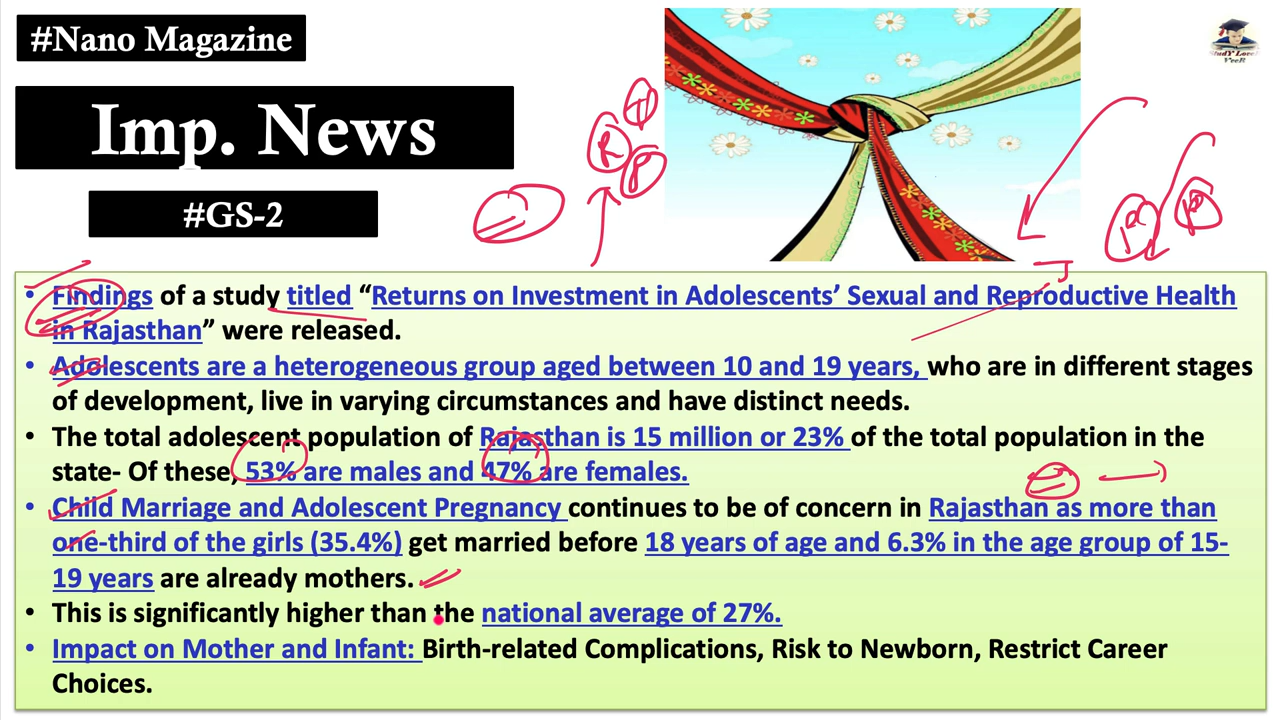 #Nano Magazine
Imp. News
#GS-2
StudY LoveR
VeeR
• Findings of a study titled “Returns on Investment in Adolescents’ Sexual and Reproductive Health
in Rajasthan” were released.
• Adolescents are a heterogeneous group aged between 10 and 19 years, who are in different stages
of development, live in varying circumstances and have distinct needs.
• The total adolescent population of Rajasthan is 15 million or 23% of the total population in the
state- Of these, 53% are males and 47% are females.
• Child Marriage and Adolescent Pregnancy continues to be of concern in Rajasthan as more than
one-third of the girls (35.4%) get married before 18 years of age and 6.3% in the age group of 15-
19 years are already mothers.
• This is significantly higher than the national average of 27%.
• Impact on Mother and Infant: Birth-related Complications, Risk to Newborn, Restrict Career
Choices.